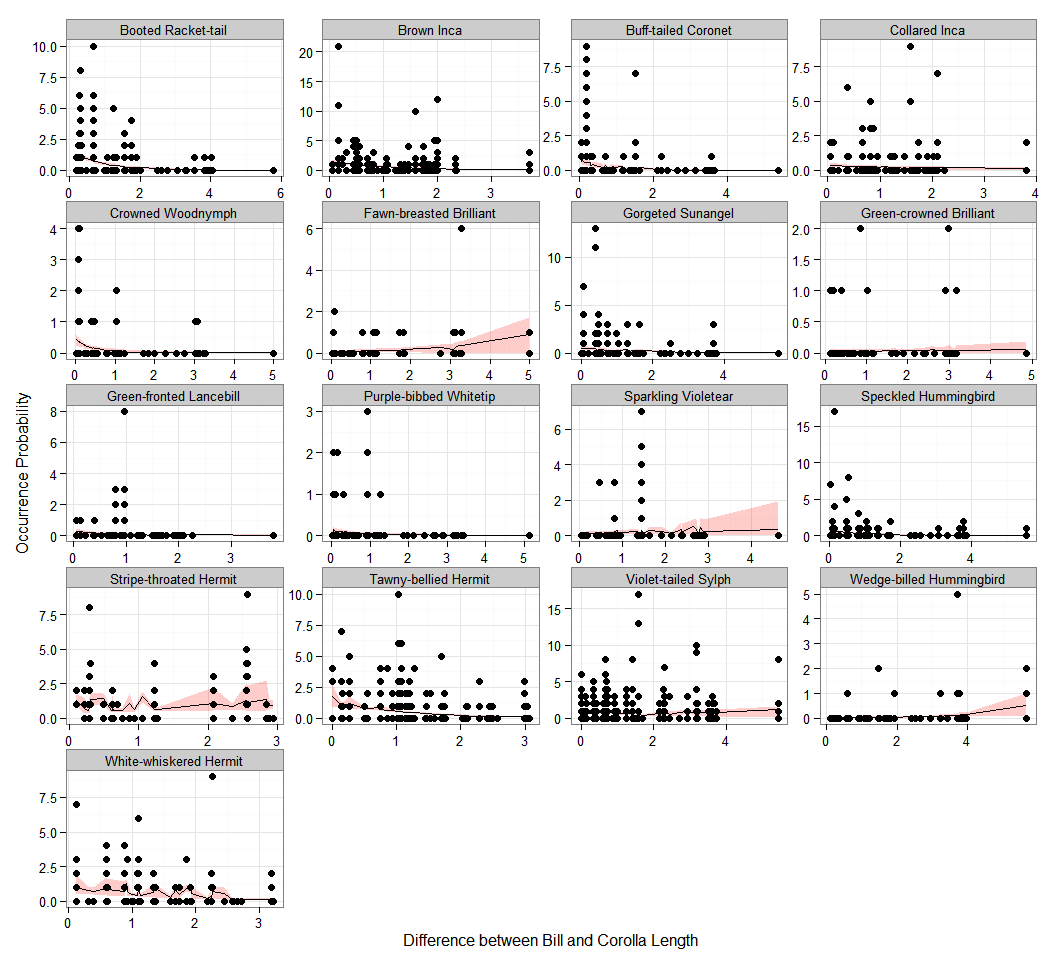 Booted Racket-tail
10.0
7.5
5.0
2.5
0.0
0 2 4 6
Brown Inca
20
15
10
5
0
0 1 2 3
Buff-tailed Coronet
7.5
5.0
2.5
0.0
0 2 4
Collared Inca
7.5
5.0
2.5
0.0
0 1 2 3 4
Crowned Woodnymph
4
3
2
1
0
0 1 2 3 4 5
Fawn-breasted Brilliant
6
4
2
0
0 1 2 3 4 5
Gorgeted Sunangel
10
5
0
0 2 4
Green-crowned Brilliant
2.0
1.5
1.0
0.5
0.0
0 1 2 3 4 5
Occurrence Probability
Green-fronted Lancebill
8
6
4
2
0
0 1 2 3
Purple-bibbed Whitetip
3
2
1
0
0 1 2 3 4 5
Sparkling Violetear
6
4
2
0
0 1 2 3 4
Speckled Hummingbird
15
10
5
0
0 2 4
Stripe-throated Hermit
7.5
5.0
2.5
0.0
0 1 2 3
Tawny-bellied Hermit
10.0
7.5
5.0
2.5
0.0
0 1 2 3
Violet-tailed Sylph
15
10
5
0
0 2 4
Wedge-billed Hummingbird
5
4
3
2
1
0
0 2 4
White-whiskered Hermit
7.5
5.0
2.5
0.0
0 1 2 3
Difference between Bill and Corolla Length